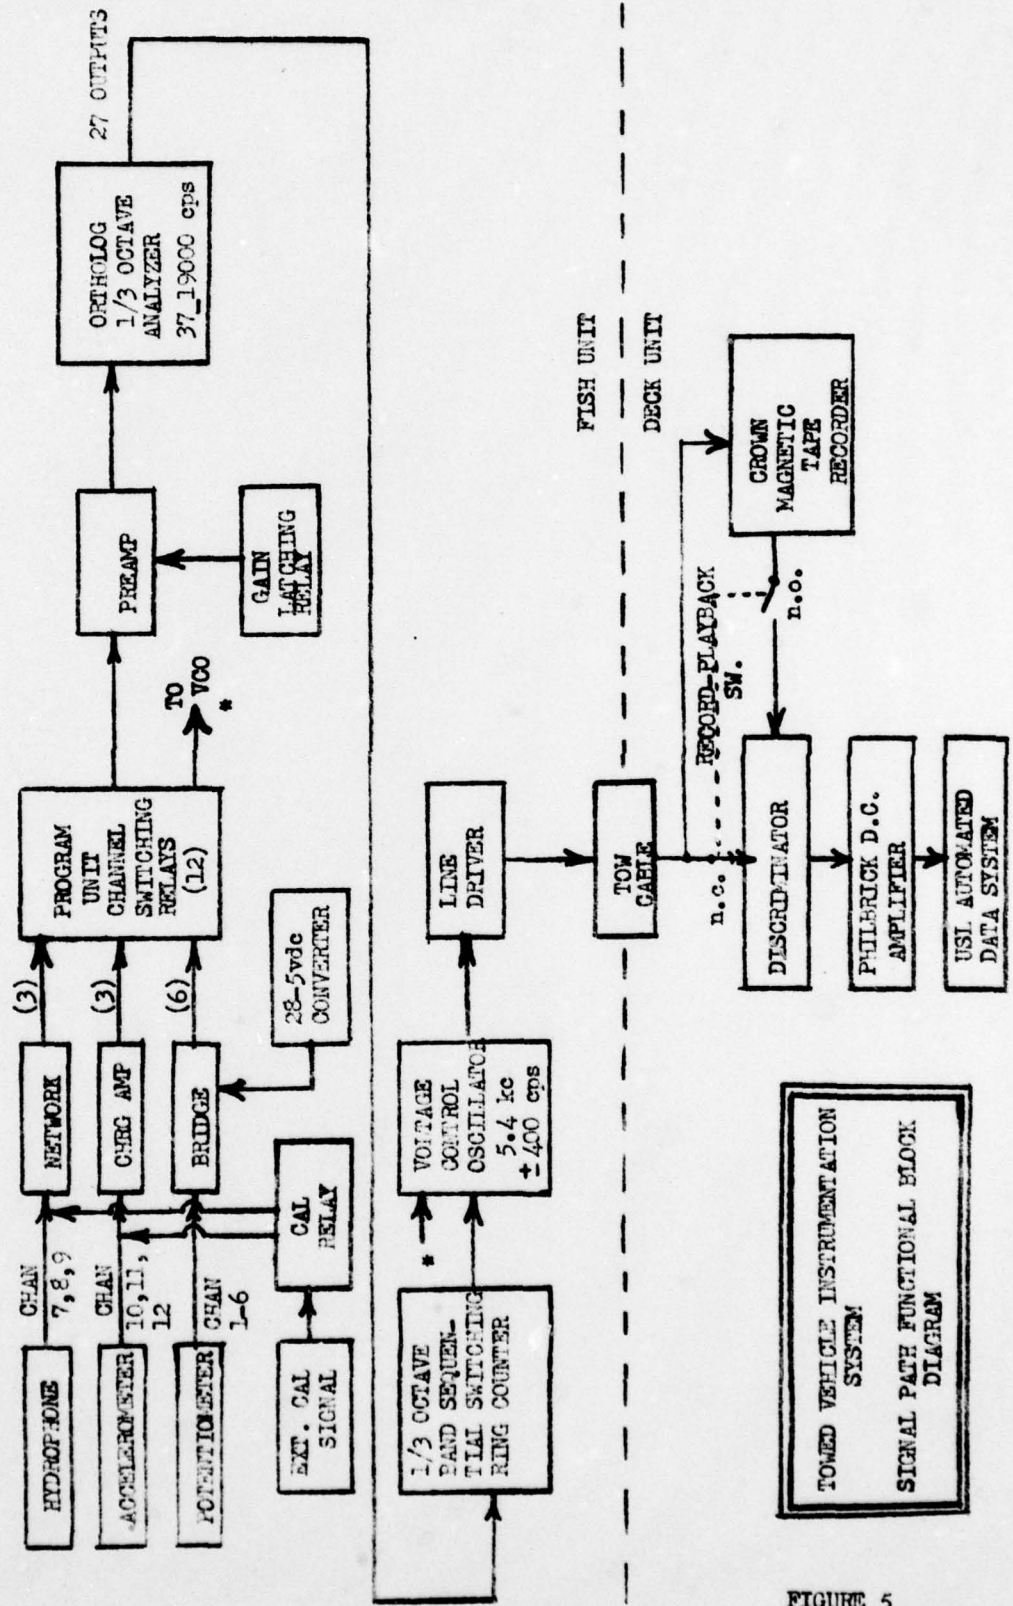 HYDROPHONE
CHAN
7,8,9
NETWORK
(3)
ACCELEROMETER
CHAN
10,11,
12
CHRG AMP
(3)
POTENTIOMETER
CHAN
1-6
BRIDGE
(6)
EXT. CAL
SIGNAL
CAL
RELAY
28-5vdc
CONVERTER
PROGRAM
UNIT
CHANNEL
SWITCHING
RELAYS
(12)
TO
VCO
*
PREAMP
GAIN
LATCHING
RELAY
ORTHOLOG
1/3 OCTAVE
ANALYZER
37_19000 cps
27 OUTPUTS
1/3 OCTAVE
BAND SEQUEN-
TIAL SWITCHING
RING COUNTER
*
VOLTAGE
CONTROL
OSCILLATOR
5.4 kc
±400 cps
LINE
DRIVER
FISH UNIT
DECK UNIT
TOW
CABLE
n.c.
RECORD-PLAYBACK
SW.
n.o.
CROWN
MAGNETIC
TAPE
RECORDER
DISCRIMINATOR
PHILBRICK D.C.
AMPLIFIER
USL AUTOMATED
DATA SYSTEM
TOWED VEHICLE INSTRUMENTATION
SYSTEM
SIGNAL PATH FUNCTIONAL BLOCK
DIAGRAM
FIGURE 5